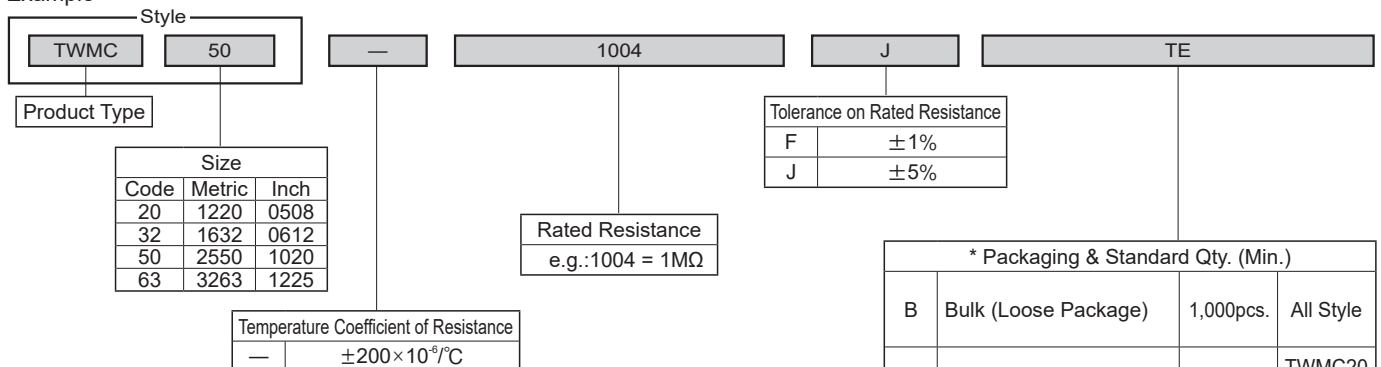 Style
TWMC 50 — 1004 J TE
Product Type
Tolerance on Rated Resistance
F ±1%
J ±5%
Size
Code Metric Inch
20 1220 0508
32 1632 0612
50 2550 1020
63 3263 1225
Rated Resistance
e.g.:1004 = 1MΩ
* Packaging & Standard Qty. (Min.)
B Bulk (Loose Package) 1,000pcs. All Style
Temperature Coefficient of Resistance
— ±200×10⁻⁶/℃
TWMC20